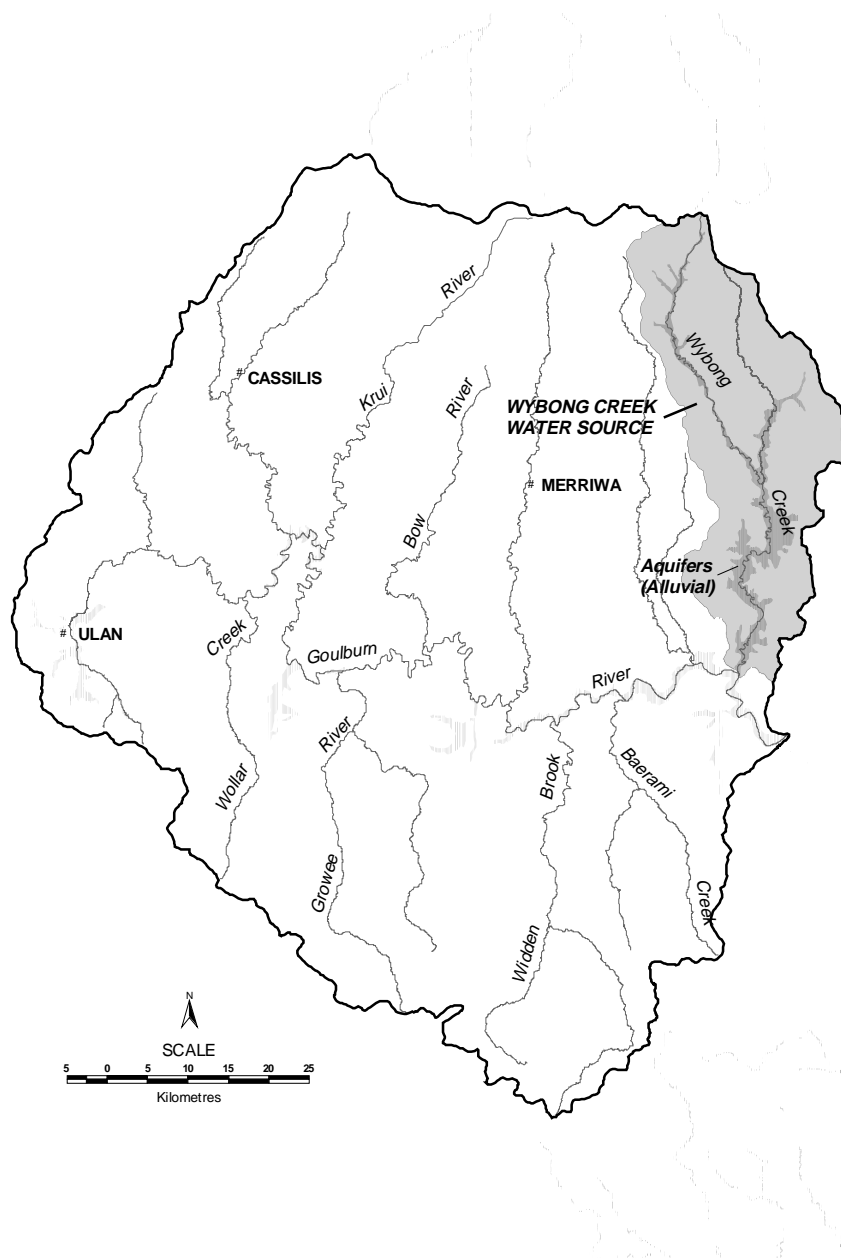 River
Krui
# CASSILIS
River
Wybong
WYBONG CREEK
WATER SOURCE
# MERRIWA
Bow
Creek
Aquifers
(Alluvial)
# ULAN
Creek
Goulburn
River
River
Wollar
Brook
Baerami
Growee
Creek
Widden
N
SCALE
5 0 5 10 15 20 25
Kilometres